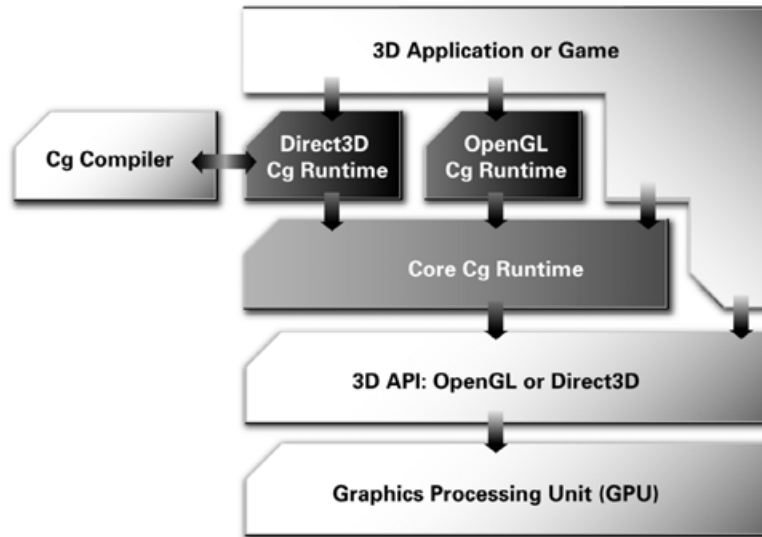 3D Application or Game
Direct3D
Cg Runtime
OpenGL
Cg Runtime
Cg Compiler
Core Cg Runtime
3D API: OpenGL or Direct3D
Graphics Processing Unit (GPU)